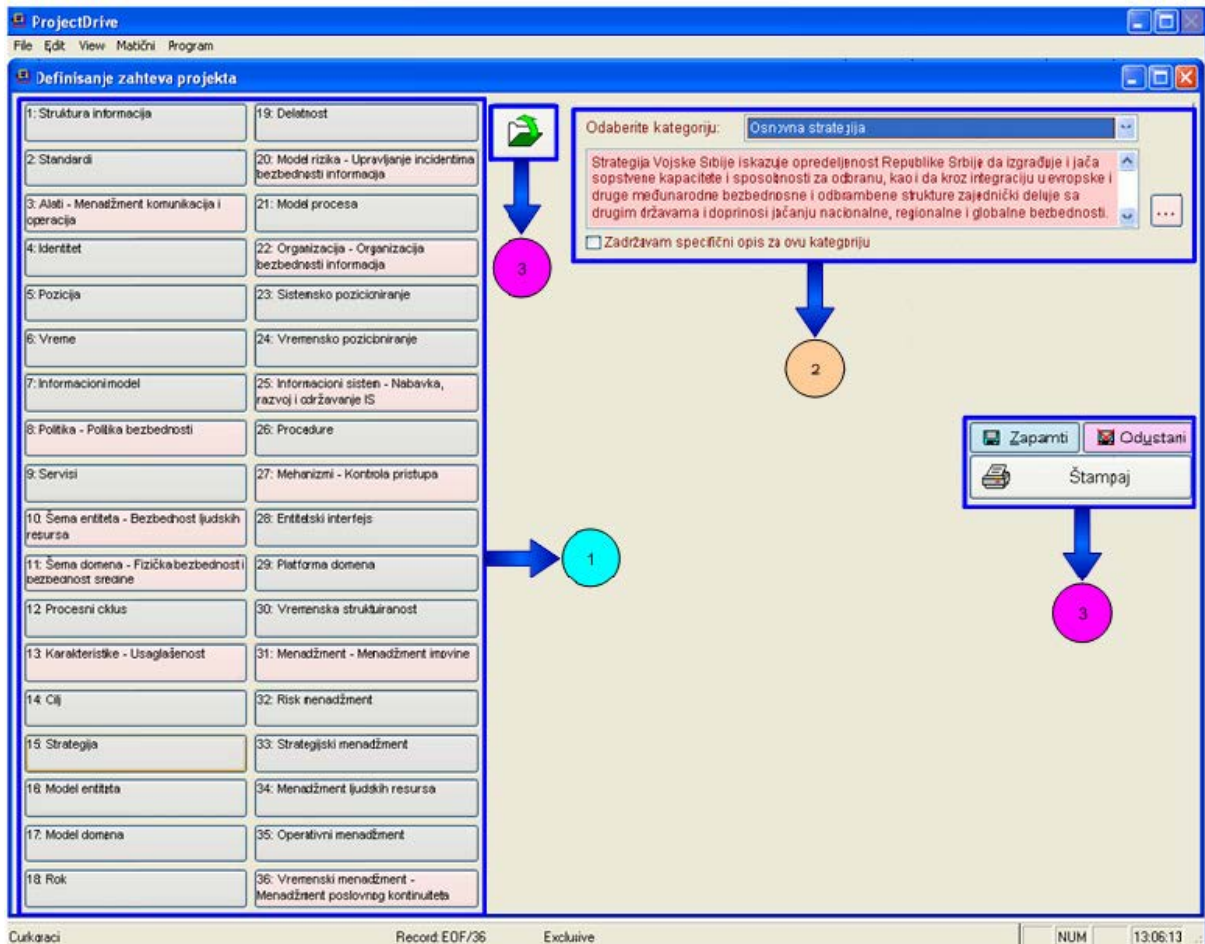 ProjectDrive
File Edit View Matični Program
Definisanje zahteva projekta
1: Struktura informacija
2: Standardi
3: Alati - Menadžment komunikacija i
operacija
4: Identitet
5: Pozicija
6: Vreme
7: Informacioni model
8: Politika - Politika bezbednosti
9: Servisi
10: Šema entiteta - Bezbednost ljudskih
resursa
11: Šema domena - Fizička bezbednost i
bezbednost sredine
12: Procesni ciklus
13: Karakteristike - Usaglašenost
14: Cilj
15: Strategija
16: Model entiteta
17: Model domena
18: Rok
19: Delatnost
20: Model rizika - Upravljanje incidentima
bezbednosti informacija
21: Model procesa
22: Organizacija - Organizacija
bezbednosti informacija
23: Sistemsko pozicioniranje
24: Vremensko pozicioniranje
25: Informacioni sistem - Nabavka,
razvoj i održavanje IS
26: Procedure
27: Mehanizmi - Kontrola pristupa
28: Entitetski interfejs
29: Platforma domena
30: Vremenska struktuiranost
31: Menadžment - Menadžment imovine
32: Risk menadžment
33: Strategijski menadžment
34: Menadžment ljudskih resursa
35: Operativni menadžment
36: Vremenski menadžment -
Menadžment poslovnog kontinuiteta
3
1
Odaberite kategoriju: Osnovna strategija
Strategija Vojske Srbije iskazuje opredeljenost Republike Srbije da izgrađuje i jača
sopstvene kapacitete i sposobnosti za odbranu, kao i da kroz integraciju u evropske i
druge međunarodne bezbednosne i odbrambene strukture zajednički deluje sa
drugim državama i doprinosi jačanju nacionalne, regionalne i globalne bezbednosti.
...
Zadržavam specifični opis za ovu kategoriju
2
Zapamti Odustani
Štampaj
3
Curkaraci Record: EOF/36 Exclusive NUM 13:06:13